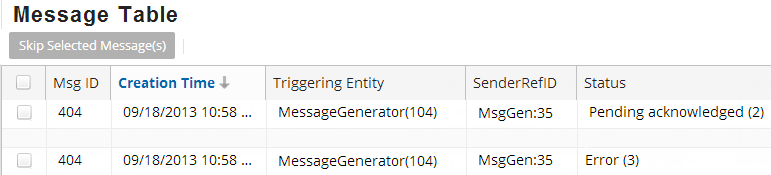 Message Table
Skip Selected Message(s)
Msg ID Creation Time Triggering Entity SenderRefID Status
404 09/18/2013 10:58 ... MessageGenerator(104) MsgGen:35 Pending acknowledged (2)
404 09/18/2013 10:58 ... MessageGenerator(104) MsgGen:35 Error (3)